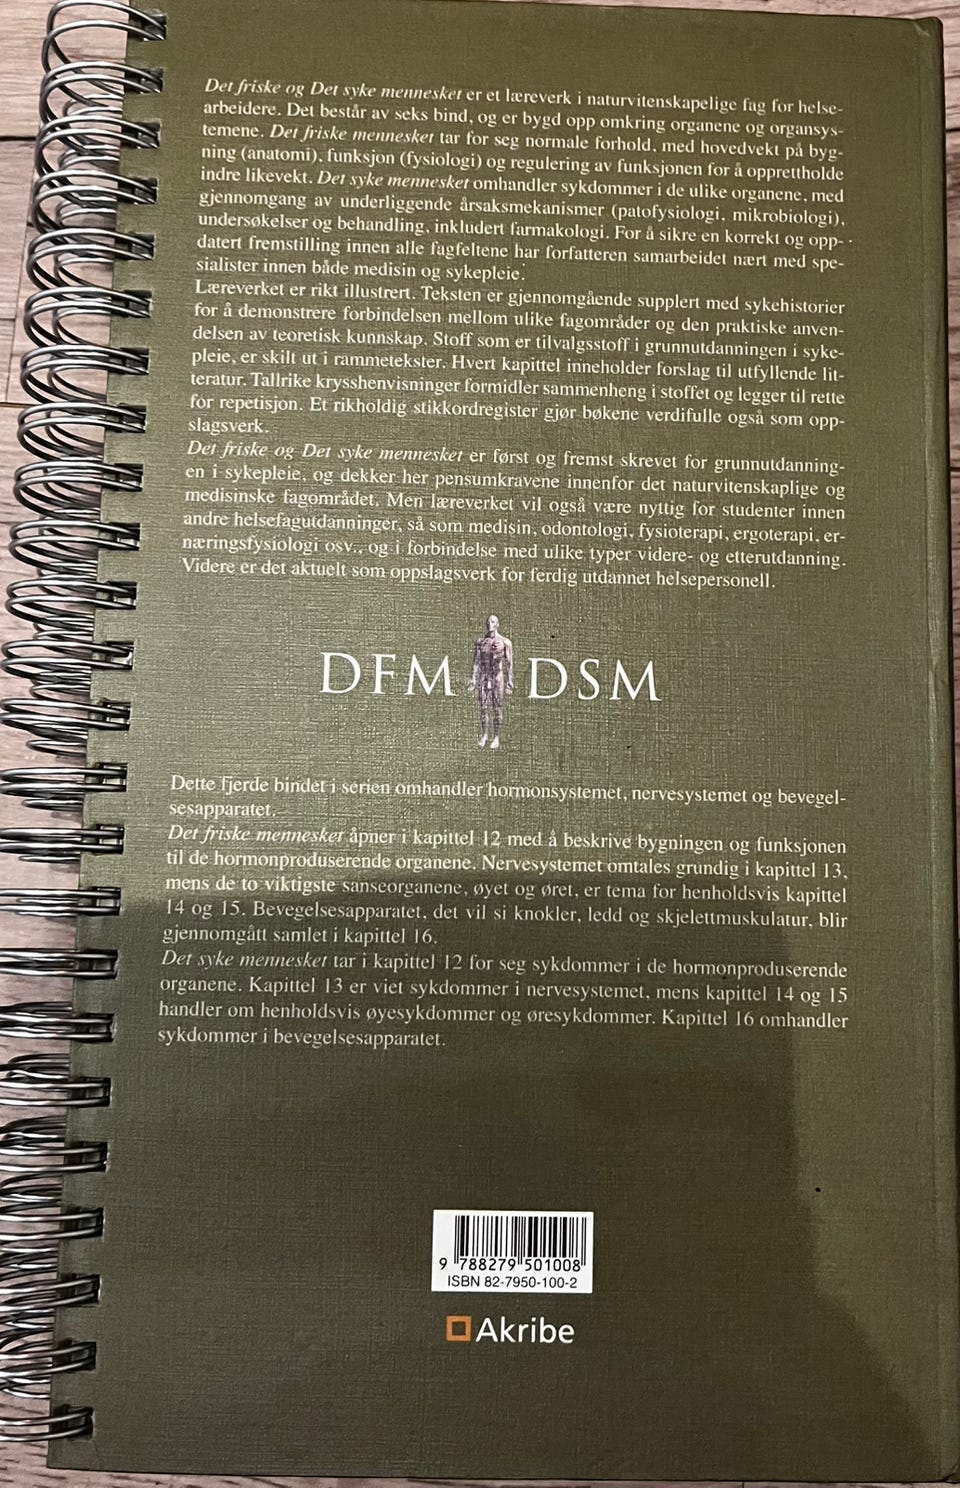 Det friske og Det syke mennesket er et læreverk i naturvitenskapelige fag for helse-
arbeidere. Det består av seks bind, og er bygd opp omkring organene og organsys-
temene. Det friske mennesket tar for seg normale forhold, med hovedvekt på byg-
ning (anatomi), funksjon (fysiologi) og regulering av funksjonen for å opprettholde
indre likevekt. Det syke mennesket omhandler sykdommer i de ulike organene, med
gjennomgang av underliggende årsaksmekanismer (patofysiologi, mikrobiologi),
undersøkelser og behandling, inkludert farmakologi. For å sikre en korrekt og opp-
datert fremstilling innen alle fagfeltene har forfatteren samarbeidet nært med spe-
sialister innen både medisin og sykepleie.
Læreverket er rikt illustrert. Teksten er gjennomgående supplert med sykehistorier
for å demonstrere forbindelsen mellom ulike fagområder og den praktiske anven-
delsen av teoretisk kunnskap. Stoff som er tilvalgsstoff i grunnutdanningen i syke-
pleie, er skilt ut i rammetekster. Hvert kapittel inneholder forslag til utfyllende lit-
teratur. Tallrike krysshenvisninger formidler sammenheng i stoffet og legger til rette
for repetisjon. Et rikholdig stikkordregister gjør bøkene verdifulle også som opp-
slagsverk.
Det friske og Det syke mennesket er først og fremst skrevet for grunnutdanning-
en i sykepleie, og dekker her pensumkravene innenfor det naturvitenskaplige og
medisinske fagområdet. Men læreverket vil også være nyttig for studenter innen
andre helsefagutdanninger, så som medisin, odontologi, fysioterapi, ergoterapi, er-
næringsfysiologi osv., og i forbindelse med ulike typer videre- og etterutdanning.
Videre er det aktuelt som oppslagsverk for ferdig utdannet helsepersonell.
DFM DSM
Dette fjerde bindet i serien omhandler hormonsystemet, nervesystemet og bevegel-
sesapparatet.
Det friske mennesket åpner i kapittel 12 med å beskrive bygningen og funksjonen
til de hormonproduserende organene. Nervesystemet omtales grundig i kapittel 13,
mens de to viktigste sanseorganene, øyet og øret, er tema for henholdsvis kapittel
14 og 15. Bevegelsesapparatet, det vil si knokler, ledd og skjelettmuskulatur, blir
gjennomgått samlet i kapittel 16.
Det syke mennesket tar i kapittel 12 for seg sykdommer i de hormonproduserende
organene. Kapittel 13 er viet sykdommer i nervesystemet, mens kapittel 14 og 15
handler om henholdsvis øyesykdommer og øresykdommer. Kapittel 16 omhandler
sykdommer i bevegelsesapparatet.
9 788279 501008
ISBN 82-7950-100-2
Akribe